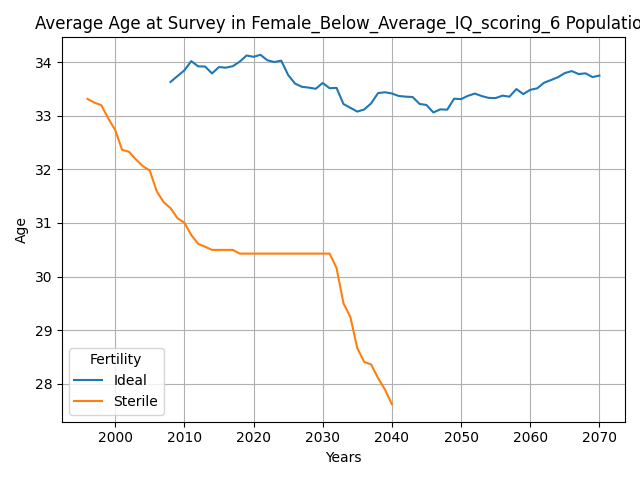 Average Age at Survey in Female_Below_Average_IQ_scoring_6 Populatio
34
33
32
31
30
29
28
Age
Fertility
Ideal
Sterile
2000 2010 2020 2030 2040 2050 2060 2070
Years